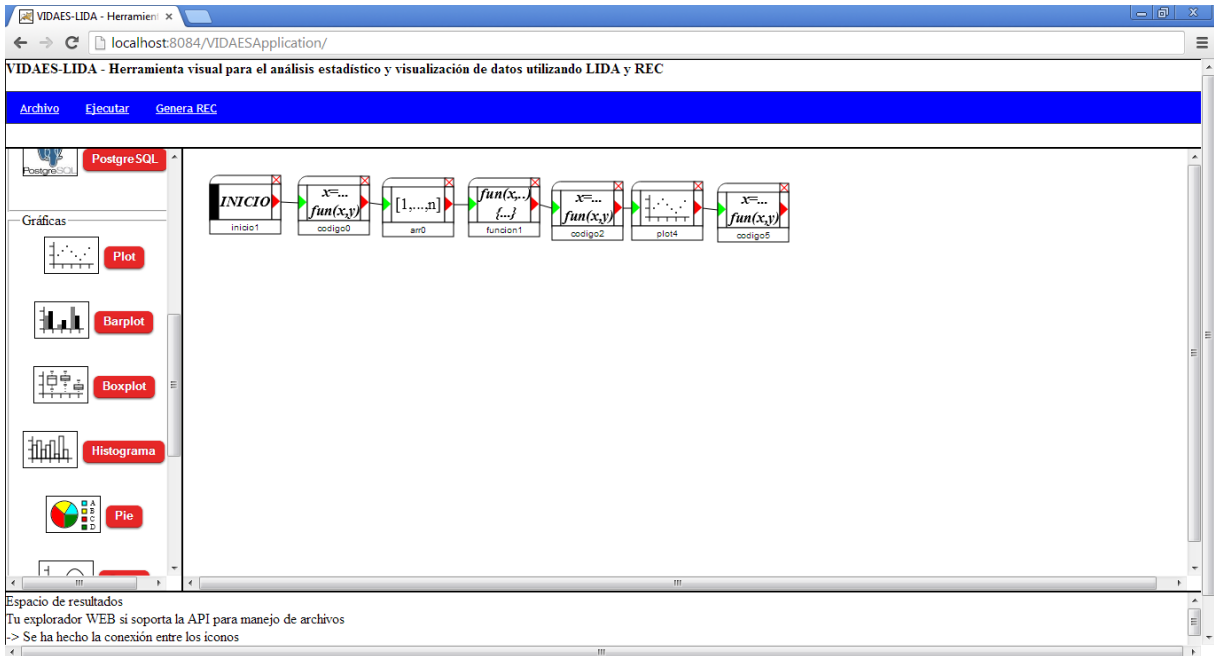 VIDAES-LIDA - Herramien
localhost:8084/VIDAESApplication/
VIDAES-LIDA - Herramienta visual para el análisis estadístico y visualización de datos utilizando LIDA y REC
Archivo Ejecutar Genera REC
PostgreSQL
PostgreSQL
Gráficas
Plot
Barplot
Boxplot
Histograma
Pie
A
B
C
D
INICIO
inicio1
x=...
fun(x,y)
codigo0
[1,...,n]
arr0
fun(x,..)
{...}
funcion1
x=...
fun(x,y)
codigo2
plot4
x=...
fun(x,y)
codigo5
Espacio de resultados
Tu explorador WEB si soporta la API para manejo de archivos
-> Se ha hecho la conexión entre los iconos